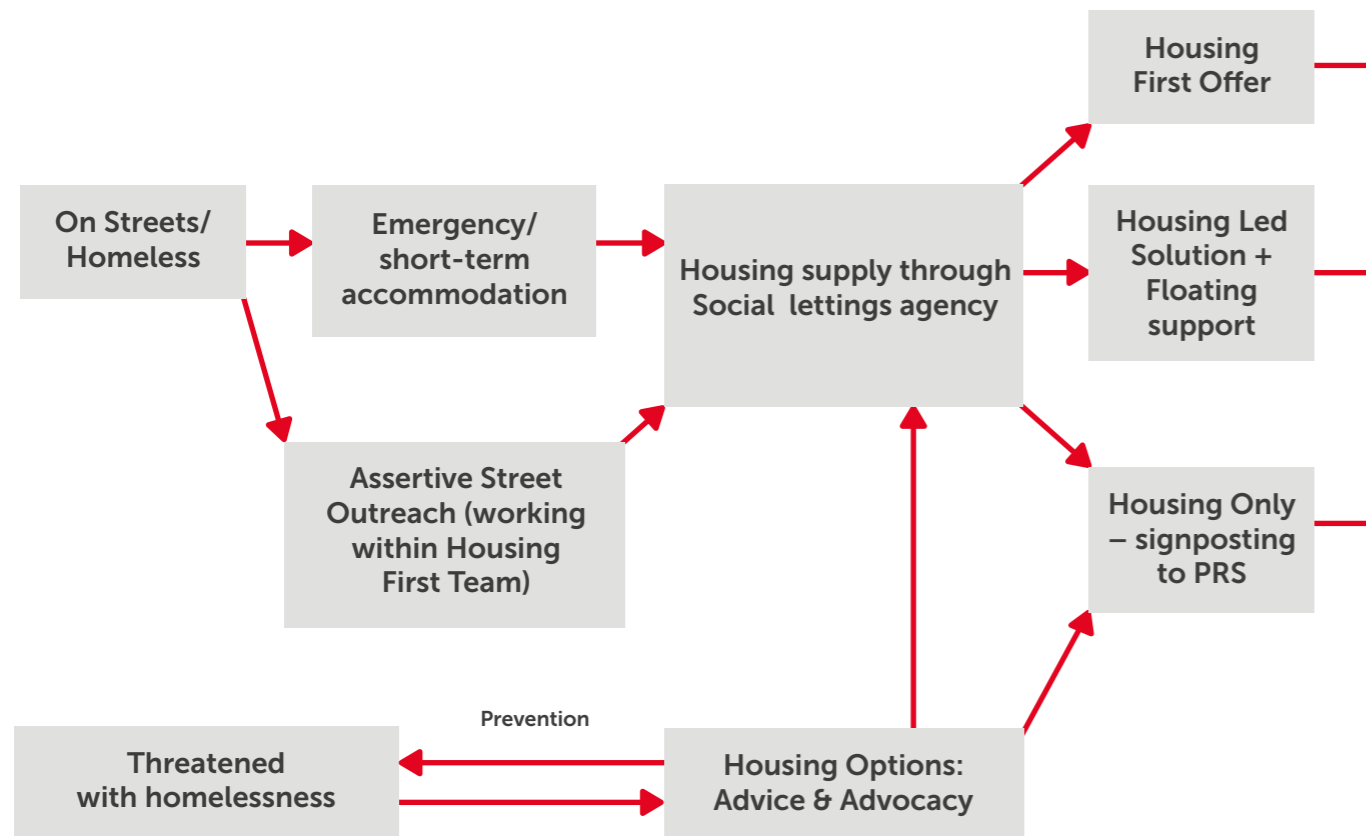 Housing
First Offer
On Streets/
Homeless
Emergency/
short-term
accommodation
Housing supply through
Social lettings agency
Housing Led
Solution +
Floating
support
Assertive Street
Outreach (working
within Housing
First Team)
Housing Only
– signposting
to PRS
Prevention
Threatened
with homelessness
Housing Options:
Advice & Advocacy